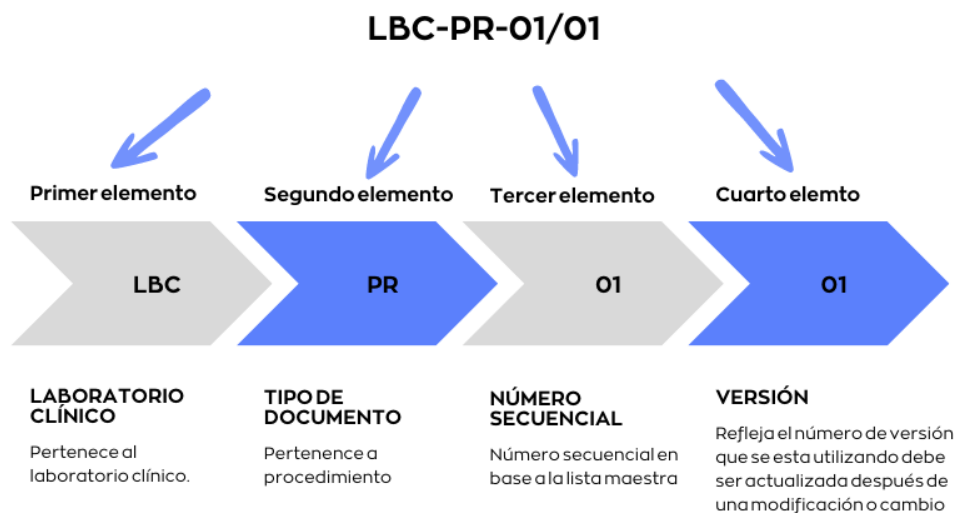 LBC-PR-01/01
Primer elemento
Segundo elemento
Tercer elemento
Cuarto elemto
LBC
PR
01
01
LABORATORIO
CLÍNICO
Pertenece al
laboratorio clínico.
TIPO DE
DOCUMENTO
Pertenence a
procedimiento
NÚMERO
SECUENCIAL
Número secuencial en
base a la lista maestra
VERSIÓN
Refleja el número de versión
que se esta utilizando debe
ser actualizada después de
una modificación o cambio